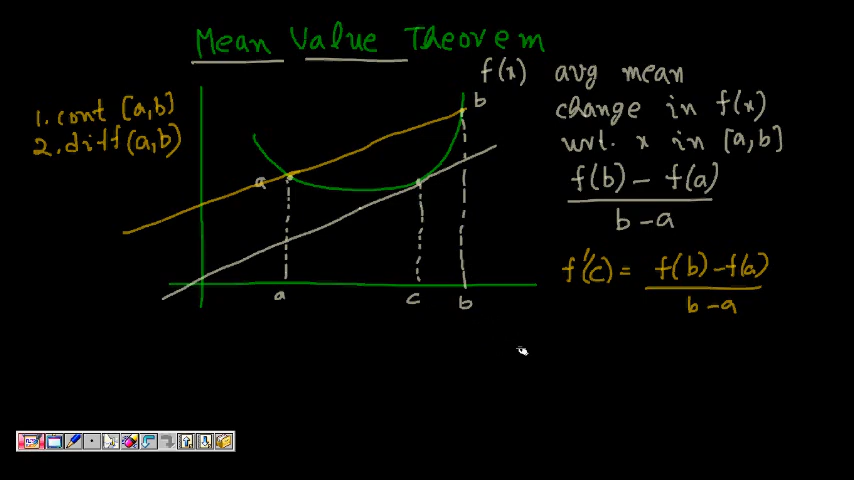 Mean Value Theorem
1. cont [a,b]
2. diff (a,b)
f(x)
b
a
a
c
b
avg mean
change in f(x)
wrt. x in [a,b]
f(b) - f(a)
b-a
f'(c) = f(b) - f(a)
b-a